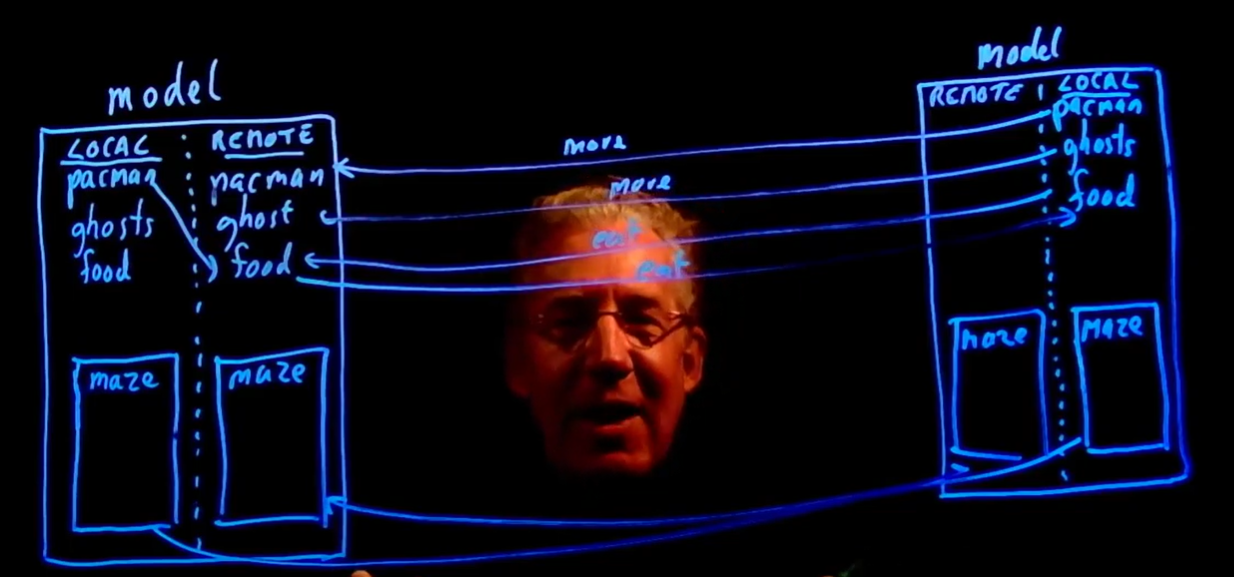 model
LOCAL
REMOTE
pacman
pacman
ghosts
ghost
food
food
maze
maze
move
move
eat
eat
model
REMOTE
LOCAL
pacman
ghosts
food
maze
maze